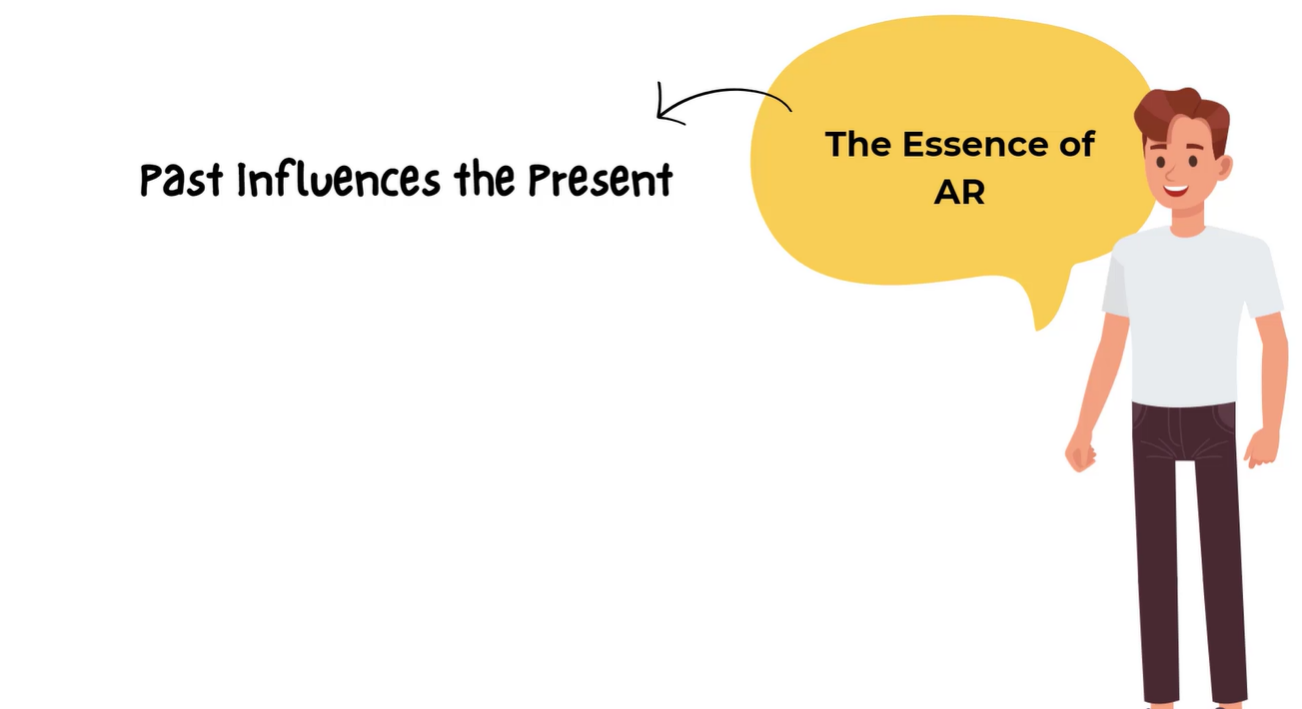 Past Influences the Present
The Essence of
AR